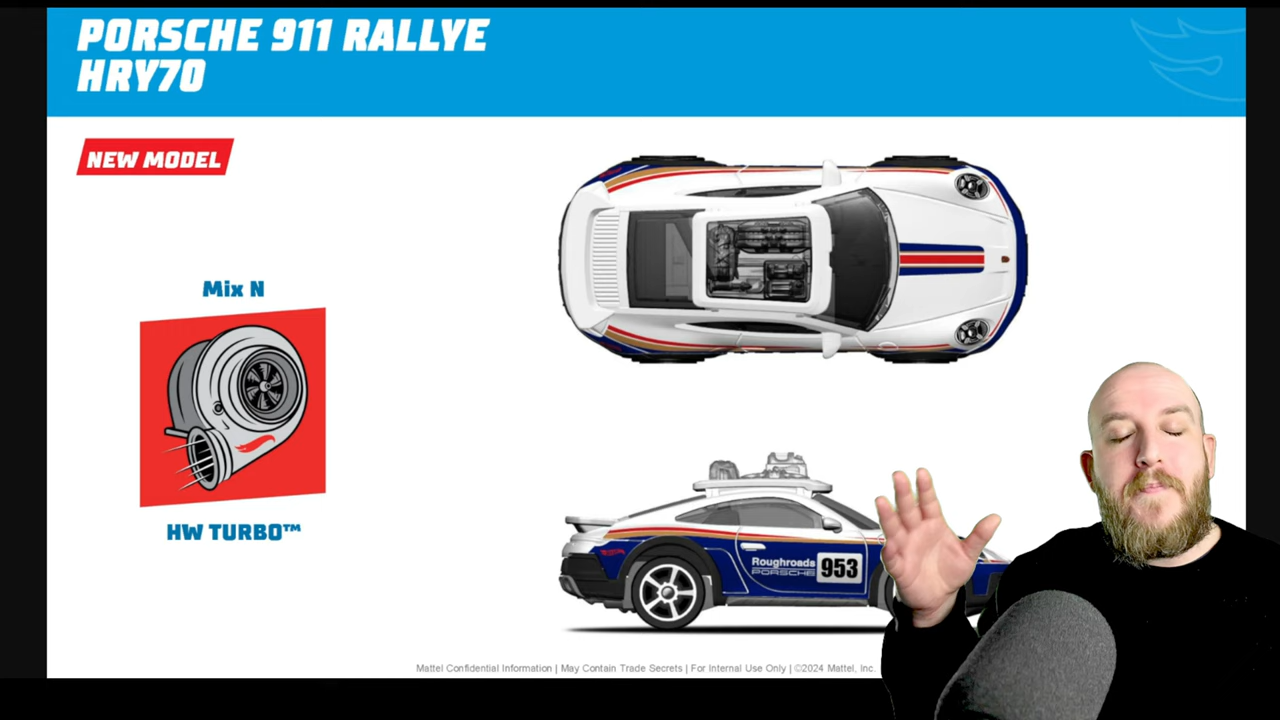 PORSCHE 911 RALLYE
HRY70
NEW MODEL
Mix N
HW TURBO™
Roughroads
PORSCHE
953
Mattel Confidential Information | May Contain Trade Secrets | For Internal Use Only | ©2024 Mattel, Inc.